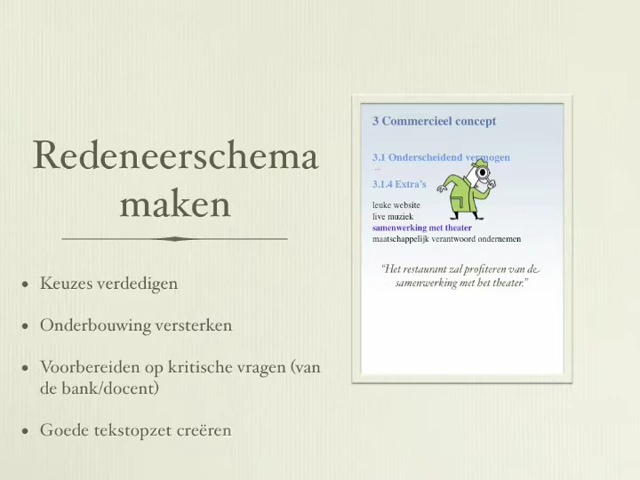 Redeneerschema
maken
• Keuzes verdedigen
• Onderbouwing versterken
• Voorbereiden op kritische vragen (van
de bank/docent)
• Goede tekstopzet creëren
3 Commercieel concept
3.1 Onderscheidend vermogen
3.1.4 Extra's
leuke website
live muziek
samenwerking met theater
maatschappelijk verantwoord ondernemen
“Het restaurant zal profiteren van de
samenwerking met het theater.”